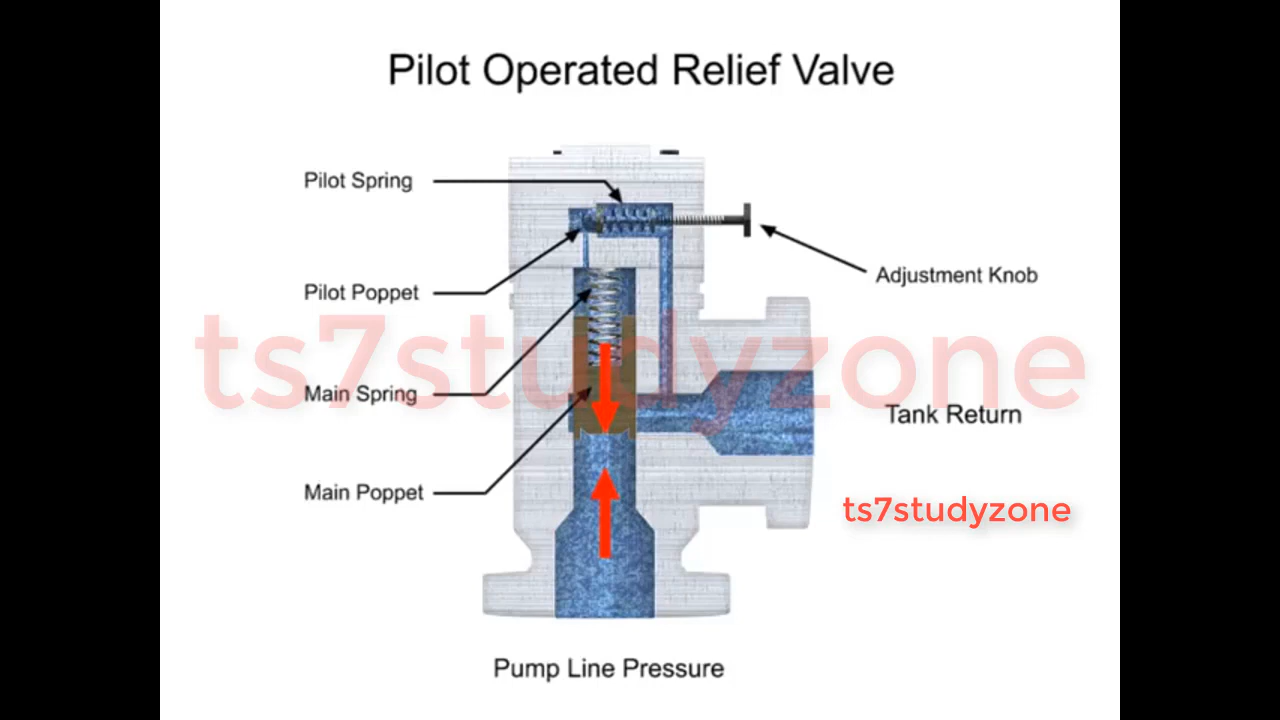 Pilot Operated Relief Valve
Pilot Spring
Adjustment Knob
Pilot Poppet
ts7studyzone
Main Spring
Tank Return
Main Poppet
ts7studyzone
Pump Line Pressure